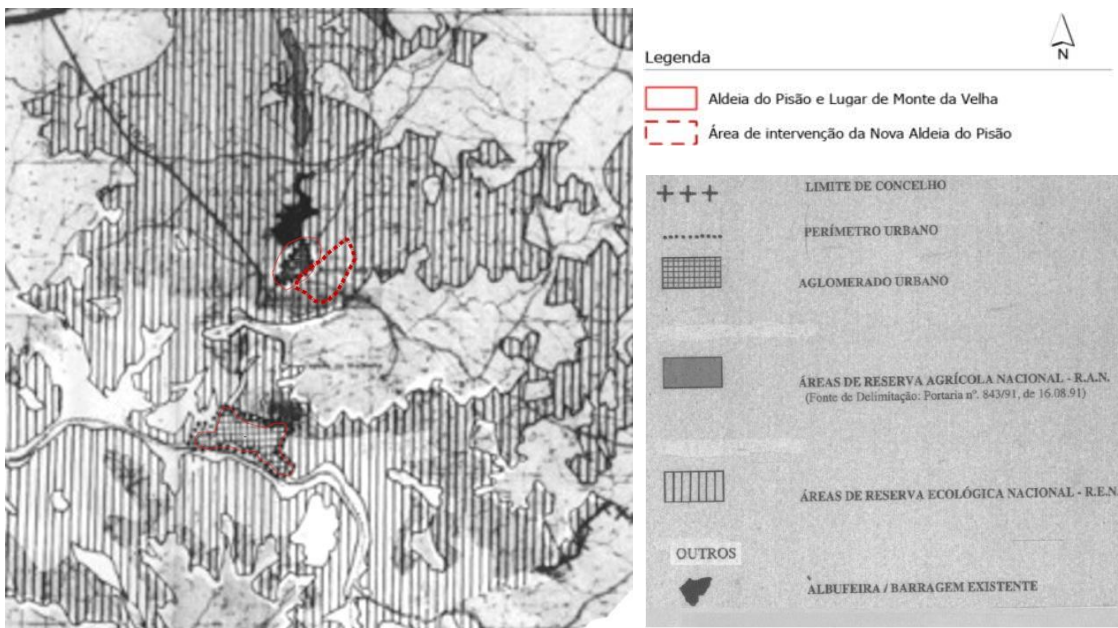 N
Legenda
Aldeia do Pisão e Lugar de Monte da Velha
Área de intervenção da Nova Aldeia do Pisão
LIMITE DE CONCELHO
PERÍMETRO URBANO
AGLOMERADO URBANO
ÁREAS DE RESERVA AGRÍCOLA NACIONAL - R.A.N.
(Fonte de Delimitação: Portaria nº. 843/91, de 16.08.91)
ÁREAS DE RESERVA ECOLÓGICA NACIONAL - R.E.N
OUTROS
ALBUFEIRA / BARRAGEM EXISTENTE